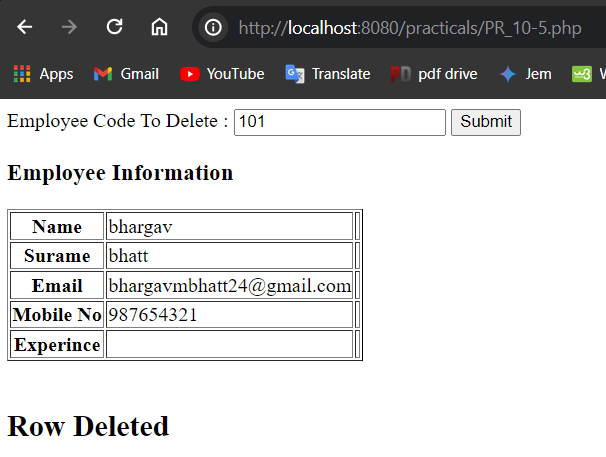 http://localhost:8080/practicals/PR_10-5.php
Apps Gmail YouTube Translate pdf drive Jem
Employee Code To Delete : 101 Submit
Employee Information
Name bhargav
Surame bhatt
Email bhargavmbhatt24@gmail.com
Mobile No 987654321
Experince
Row Deleted